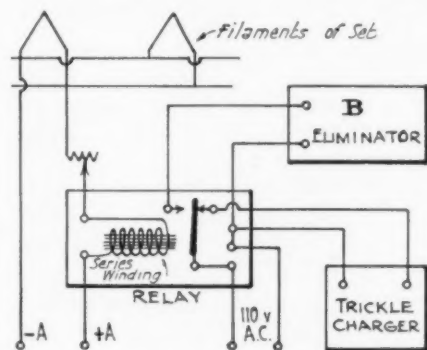 Filaments of Set
B
ELIMINATOR
Series
Winding
RELAY
-A
+A
110 v
A.C.
TRICKLE
CHARGER